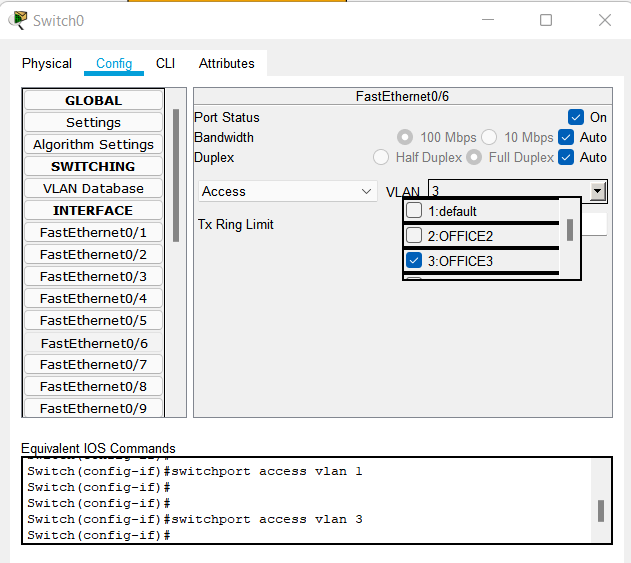 Switch0
Physical Config CLI Attributes
GLOBAL
Settings
Algorithm Settings
SWITCHING
VLAN Database
INTERFACE
FastEthernet0/1
FastEthernet0/2
FastEthernet0/3
FastEthernet0/4
FastEthernet0/5
FastEthernet0/6
FastEthernet0/7
FastEthernet0/8
FastEthernet0/9
FastEthernet0/6
Port Status On
Bandwidth 100 Mbps 10 Mbps Auto
Duplex Half Duplex Full Duplex Auto
Access VLAN 3
1:default
2:OFFICE2
3:OFFICE3
Tx Ring Limit
Equivalent IOS Commands
Switch(config-if)#
Switch(config-if)#switchport access vlan 1
Switch(config-if)#
Switch(config-if)#
Switch(config-if)#switchport access vlan 3
Switch(config-if)#